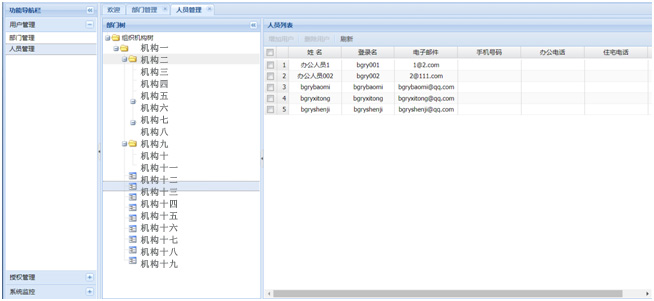 功能导航栏
用户管理
部门管理
人员管理
授权管理
系统监控
欢迎 部门管理 人员管理
部门树
组织机构树
机构一
机构二
机构三
机构四
机构五
机构六
机构七
机构八
机构九
机构十
机构十一
机构十二
机构十三
机构十四
机构十五
机构十六
机构十七
机构十八
机构十九
人员列表
增加用户 删除用户 刷新
姓 名 登录名 电子邮件 手机号码 办公电话 住宅电话
1 办公人员1 bgry001 1@2.com
2 办公人员002 bgry002 2@111.com
3 bgrybaomi bgrybaomi bgrybaomi@qq.com
4 bgryxitong bgryxitong bgryxitong@qq.com
5 bgryshenji bgryshenji bgryshenji@qq.com